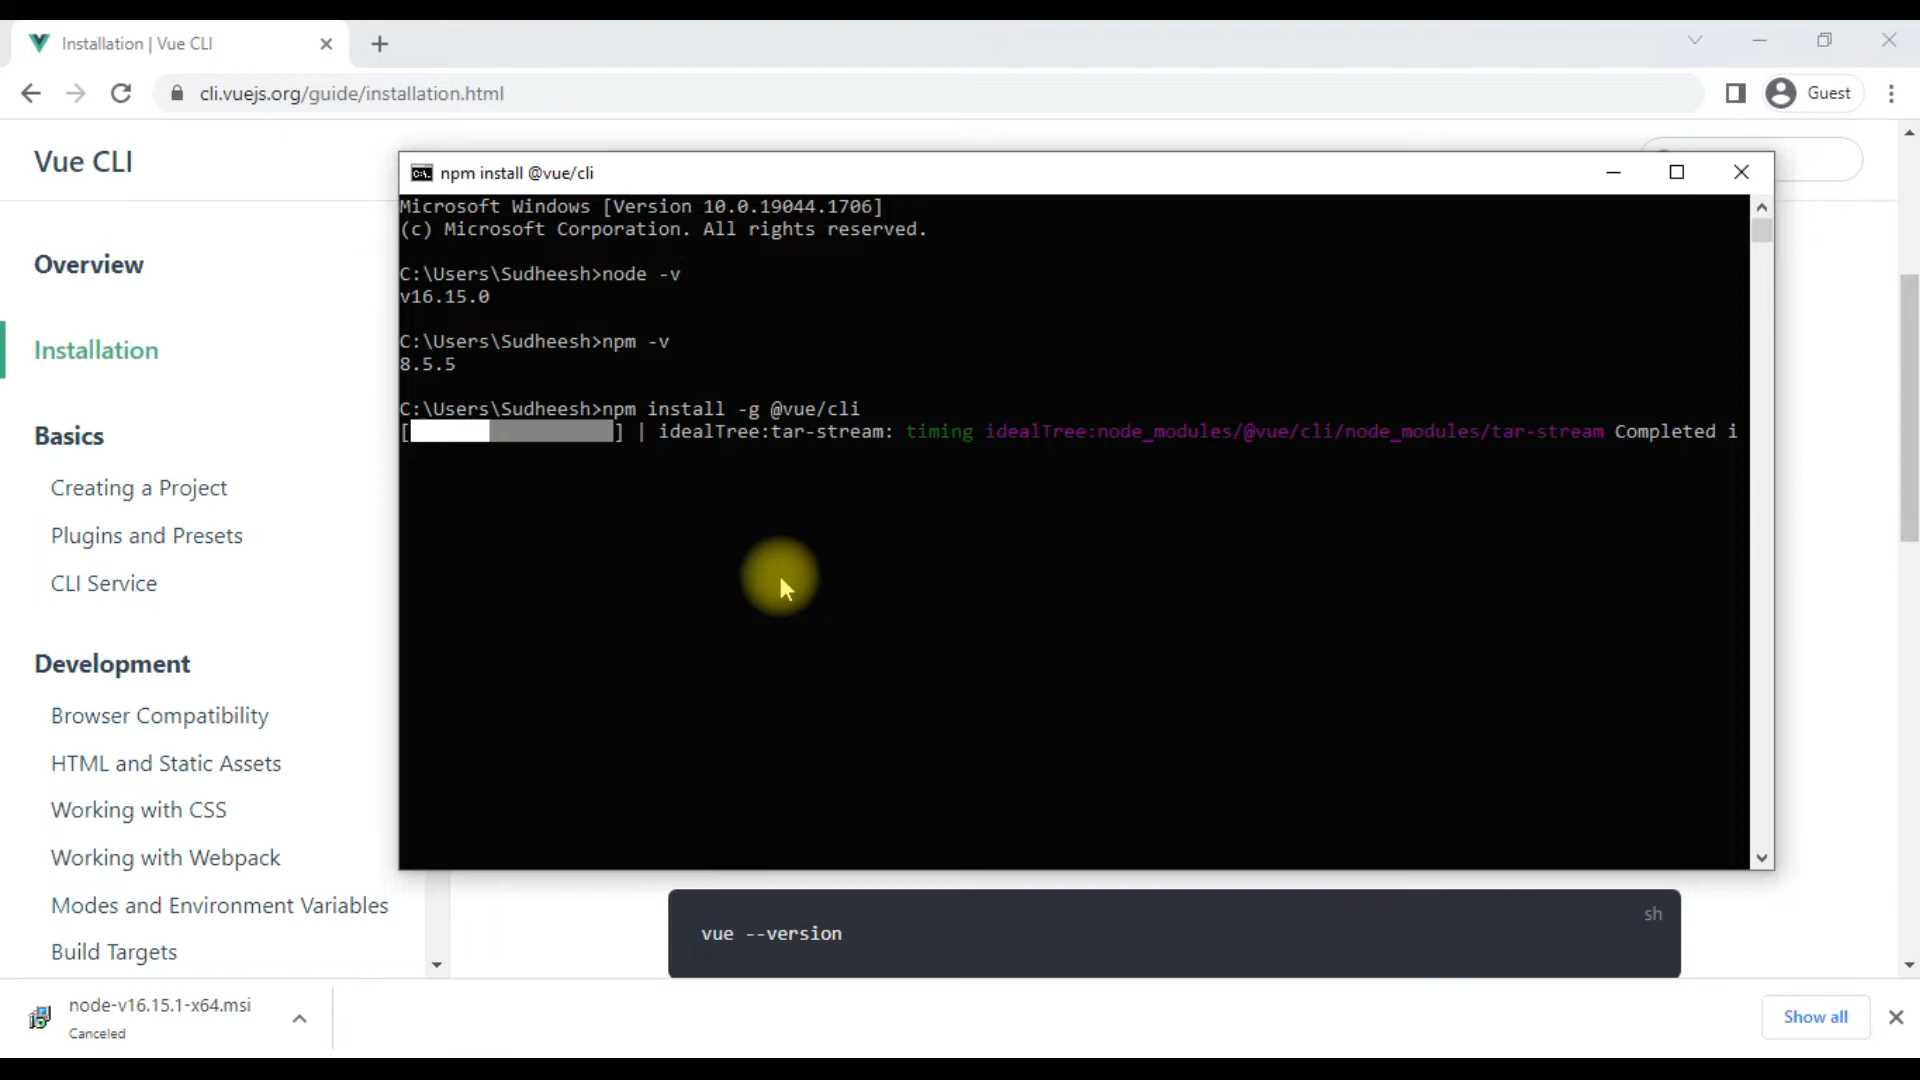 Installation | Vue CLI
cli.vuejs.org/guide/installation.html
Guest
Vue CLI
Overview
Installation
Basics
Creating a Project
Plugins and Presets
CLI Service
Development
Browser Compatibility
HTML and Static Assets
Working with CSS
Working with Webpack
Modes and Environment Variables
Build Targets
npm install @vue/cli
Microsoft Windows [Version 10.0.19044.1706]
(c) Microsoft Corporation. All rights reserved.
C:\Users\Sudheesh>node -v
v16.15.0
C:\Users\Sudheesh>npm -v
8.5.5
C:\Users\Sudheesh>npm install -g @vue/cli
[ ] | idealTree:tar-stream: timing idealTree:node_modules/@vue/cli/node_modules/tar-stream Completed i
sh
vue --version
node-v16.15.1-x64.msi
Canceled
Show all